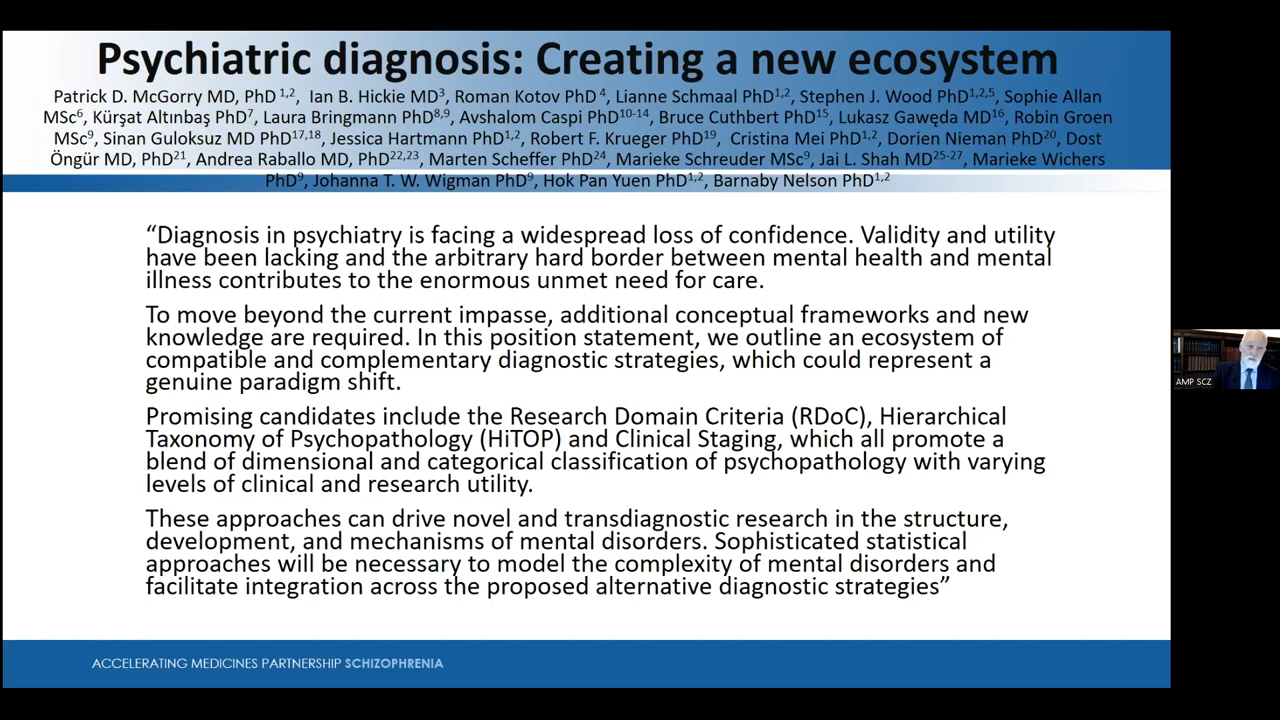 Psychiatric diagnosis: Creating a new ecosystem
Patrick D. McGorry MD, PhD 1,2, Ian B. Hickie MD3, Roman Kotov PhD 4, Lianne Schmaal PhD1,2, Stephen J. Wood PhD1,2,5, Sophie Allan
MSc6, Kürşat Altınbaş PhD7, Laura Bringmann PhD8,9, Avshalom Caspi PhD10-14, Bruce Cuthbert PhD15, Lukasz Gawęda MD16, Robin Groen
MSc9, Sinan Guloksuz MD PhD17,18, Jessica Hartmann PhD1,2, Robert F. Krueger PhD19, Cristina Mei PhD1,2, Dorien Nieman PhD20, Dost
Öngür MD, PhD21, Andrea Raballo MD, PhD22,23, Marten Scheffer PhD24, Marieke Schreuder MSc9, Jai L. Shah MD25-27, Marieke Wichers
PhD9, Johanna T. W. Wigman PhD9, Hok Pan Yuen PhD1,2, Barnaby Nelson PhD1,2
“Diagnosis in psychiatry is facing a widespread loss of confidence. Validity and utility
have been lacking and the arbitrary hard border between mental health and mental
illness contributes to the enormous unmet need for care.
To move beyond the current impasse, additional conceptual frameworks and new
knowledge are required. In this position statement, we outline an ecosystem of
compatible and complementary diagnostic strategies, which could represent a
genuine paradigm shift.
Promising candidates include the Research Domain Criteria (RDoC), Hierarchical
Taxonomy of Psychopathology (HiTOP) and Clinical Staging, which all promote a
blend of dimensional and categorical classification of psychopathology with varying
levels of clinical and research utility.
These approaches can drive novel and transdiagnostic research in the structure,
development, and mechanisms of mental disorders. Sophisticated statistical
approaches will be necessary to model the complexity of mental disorders and
facilitate integration across the proposed alternative diagnostic strategies”
ACCELERATING MEDICINES PARTNERSHIP SCHIZOPHRENIA
AMP SCZ